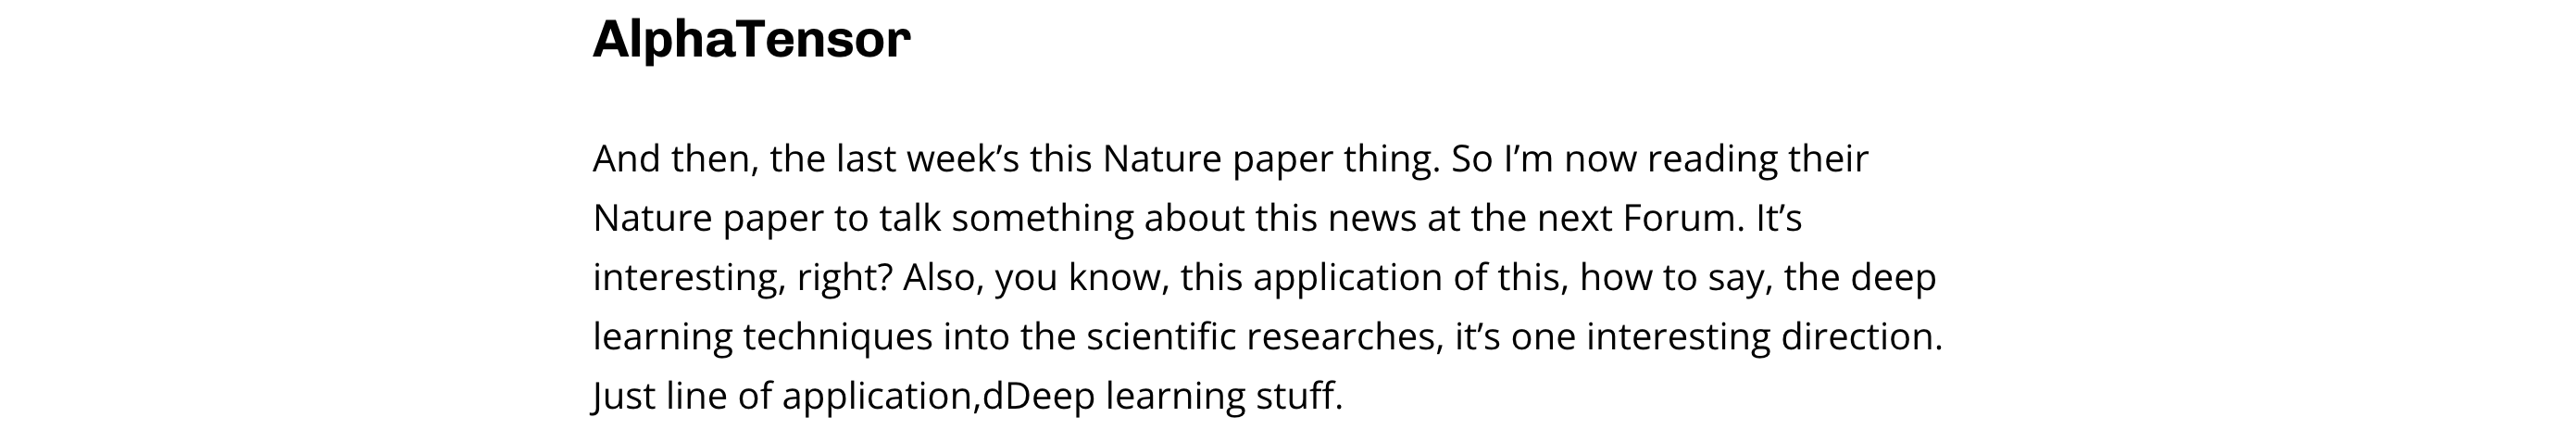 AlphaTensor
And then, the last week’s this Nature paper thing. So I’m now reading their
Nature paper to talk something about this news at the next Forum. It’s
interesting, right? Also, you know, this application of this, how to say, the deep
learning techniques into the scientific researches, it’s one interesting direction.
Just line of application,dDeep learning stuff.